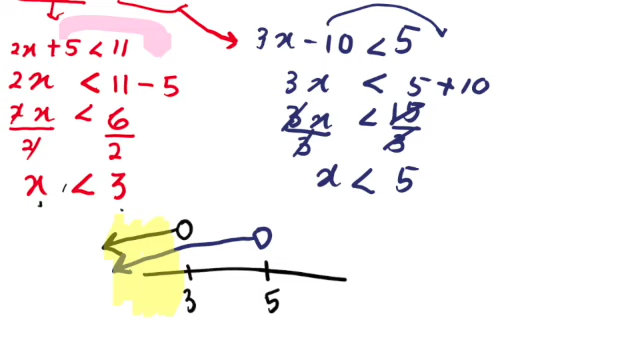 2x + 5 < 11
2x < 11 - 5
2x < 6
2 2
x < 3
3x - 10 < 5
3x < 5 + 10
3x < 15
3 3
x < 5
3 5